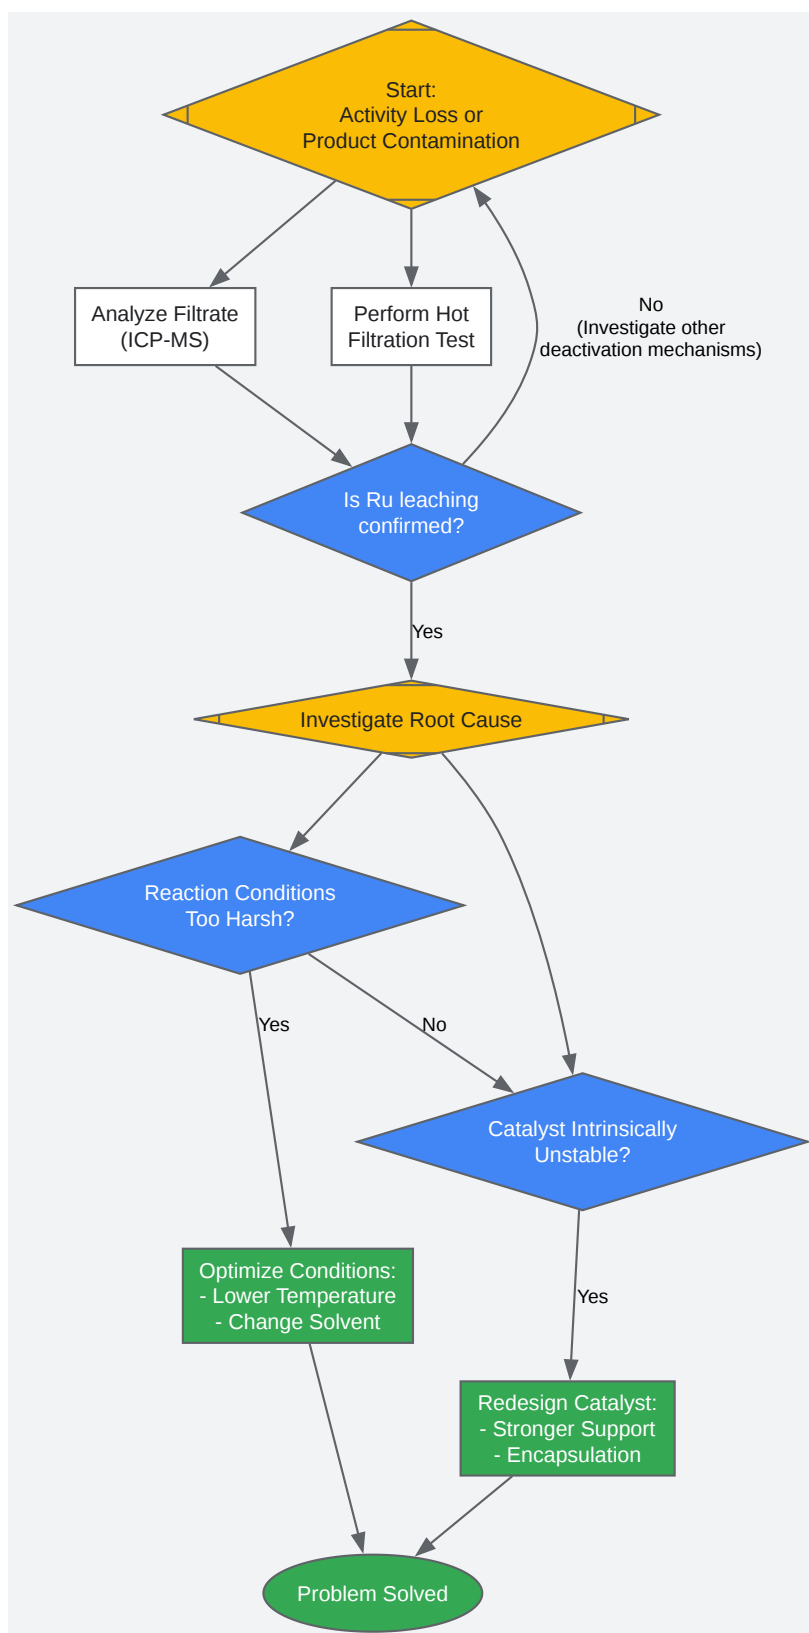 Start:
Activity Loss or
Product Contamination
Analyze Filtrate
(ICP-MS)
Perform Hot
Filtration Test
No
(Investigate other
deactivation mechanisms)
Is Ru leaching
confirmed?
Yes
Investigate Root Cause
Reaction Conditions
Too Harsh?
Yes
No
Catalyst Intrinsically
Unstable?
Optimize Conditions:
- Lower Temperature
- Change Solvent
Yes
Redesign Catalyst:
- Stronger Support
- Encapsulation
Problem Solved